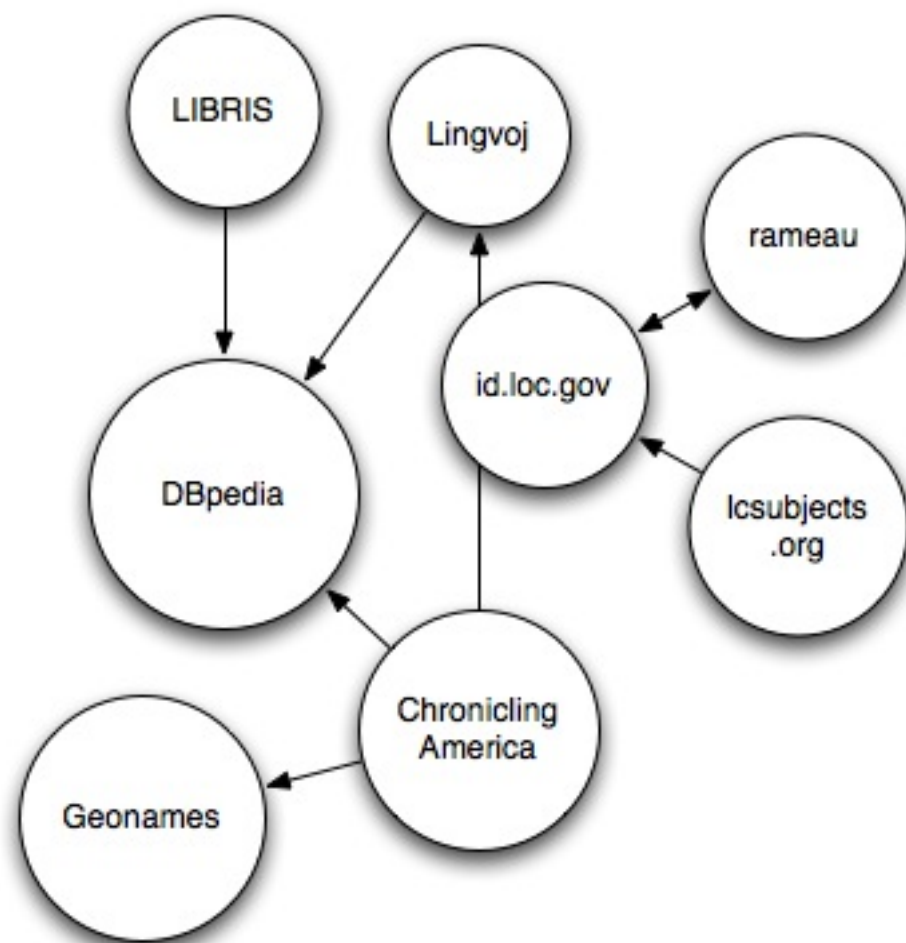 LIBRIS
Lingvoj
rameau
id.loc.gov
DBpedia
lcsubjects
.org
Chronicling
America
Geonames